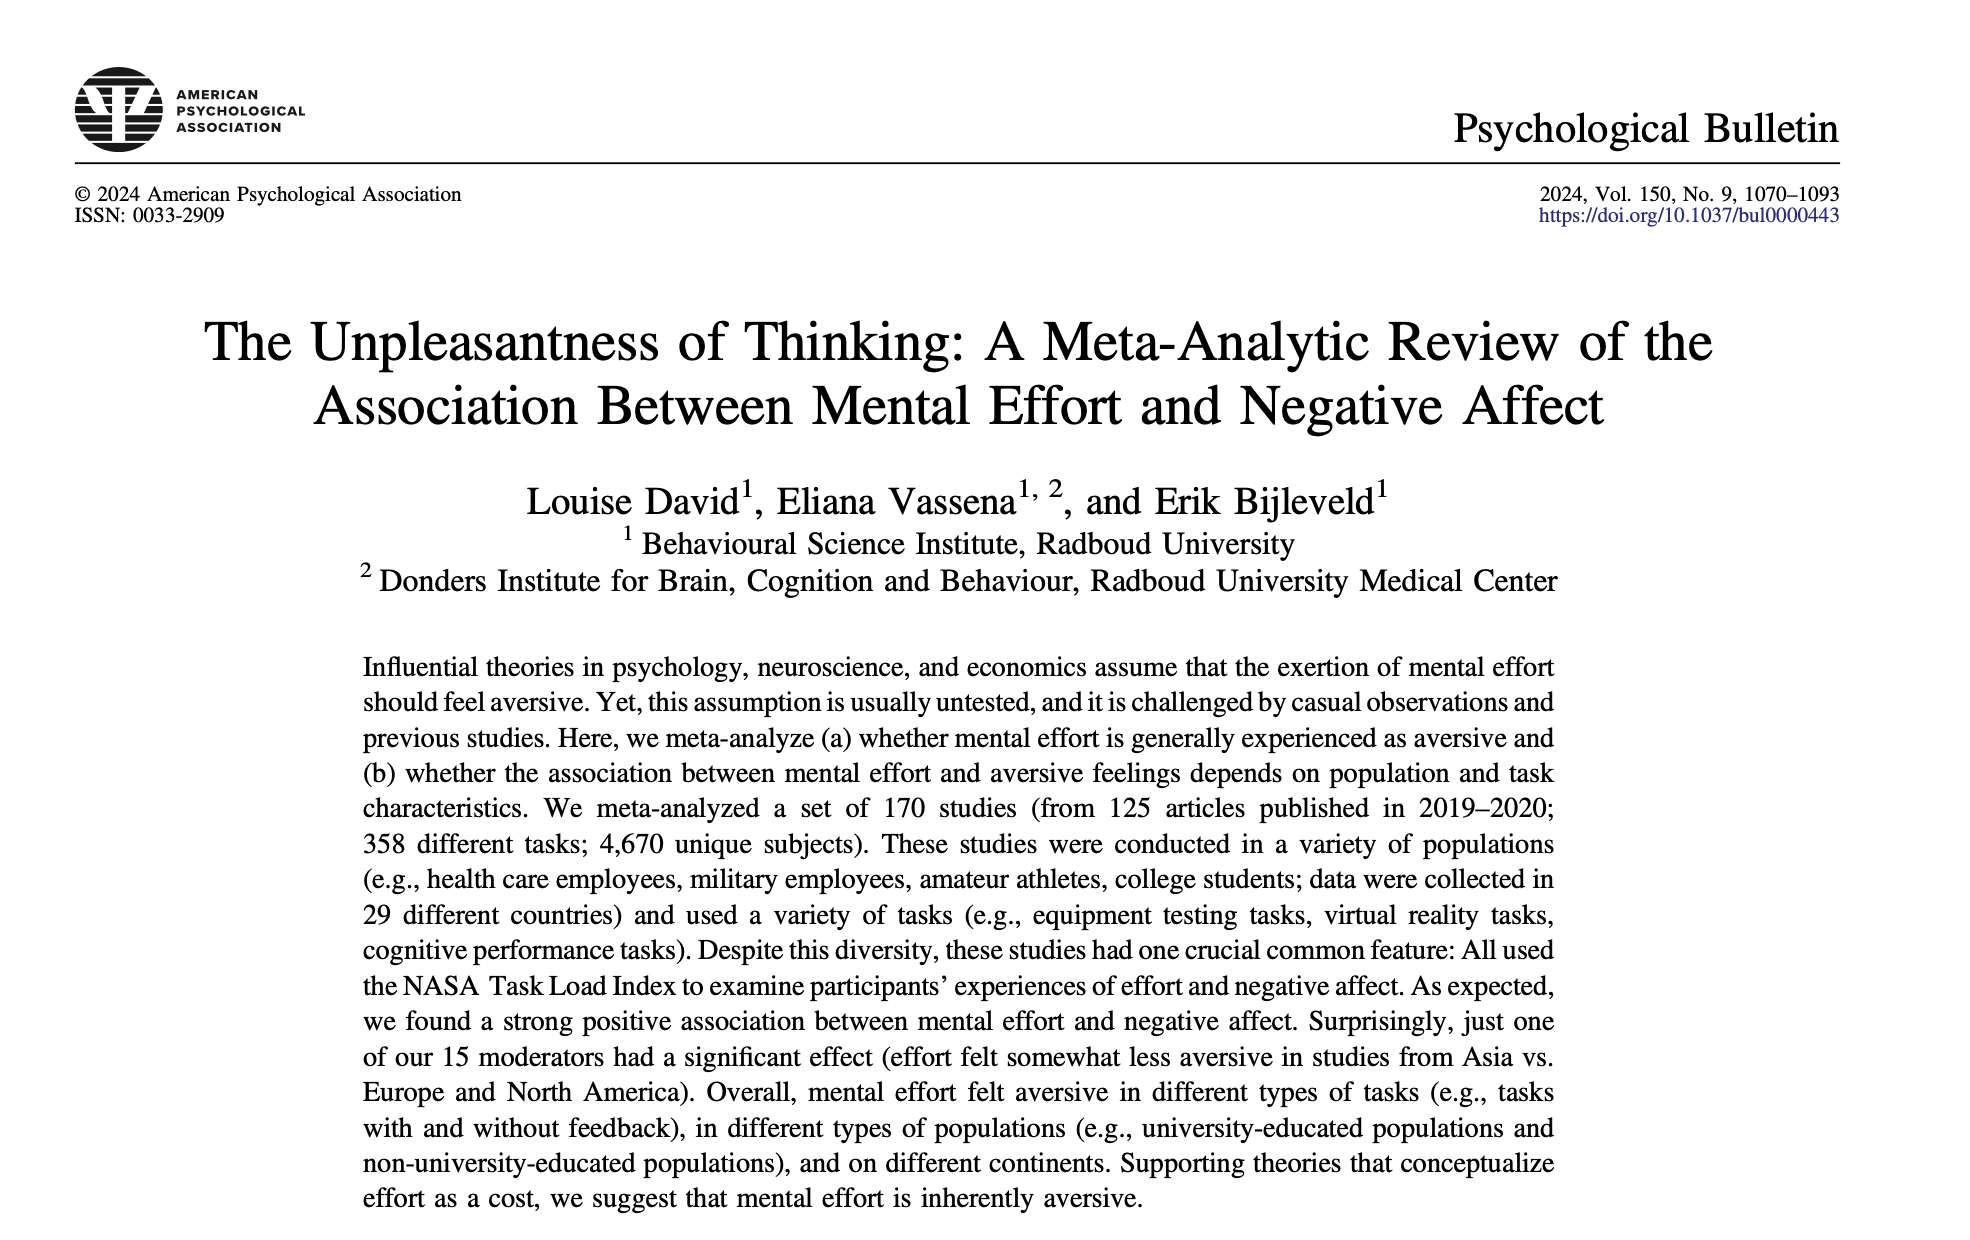 AMERICAN
PSYCHOLOGICAL
ASSOCIATION
Psychological Bulletin
© 2024 American Psychological Association
ISSN: 0033-2909
2024, Vol. 150, No. 9, 1070–1093
https://doi.org/10.1037/bul0000443
The Unpleasantness of Thinking: A Meta-Analytic Review of the
Association Between Mental Effort and Negative Affect
Louise David1, Eliana Vassena1, 2, and Erik Bijleveld1
1 Behavioural Science Institute, Radboud University
2 Donders Institute for Brain, Cognition and Behaviour, Radboud University Medical Center
Influential theories in psychology, neuroscience, and economics assume that the exertion of mental effort
should feel aversive. Yet, this assumption is usually untested, and it is challenged by casual observations and
previous studies. Here, we meta-analyze (a) whether mental effort is generally experienced as aversive and
(b) whether the association between mental effort and aversive feelings depends on population and task
characteristics. We meta-analyzed a set of 170 studies (from 125 articles published in 2019–2020;
358 different tasks; 4,670 unique subjects). These studies were conducted in a variety of populations
(e.g., health care employees, military employees, amateur athletes, college students; data were collected in
29 different countries) and used a variety of tasks (e.g., equipment testing tasks, virtual reality tasks,
cognitive performance tasks). Despite this diversity, these studies had one crucial common feature: All used
the NASA Task Load Index to examine participants’ experiences of effort and negative affect. As expected,
we found a strong positive association between mental effort and negative affect. Surprisingly, just one
of our 15 moderators had a significant effect (effort felt somewhat less aversive in studies from Asia vs.
Europe and North America). Overall, mental effort felt aversive in different types of tasks (e.g., tasks
with and without feedback), in different types of populations (e.g., university-educated populations and
non-university-educated populations), and on different continents. Supporting theories that conceptualize
effort as a cost, we suggest that mental effort is inherently aversive.